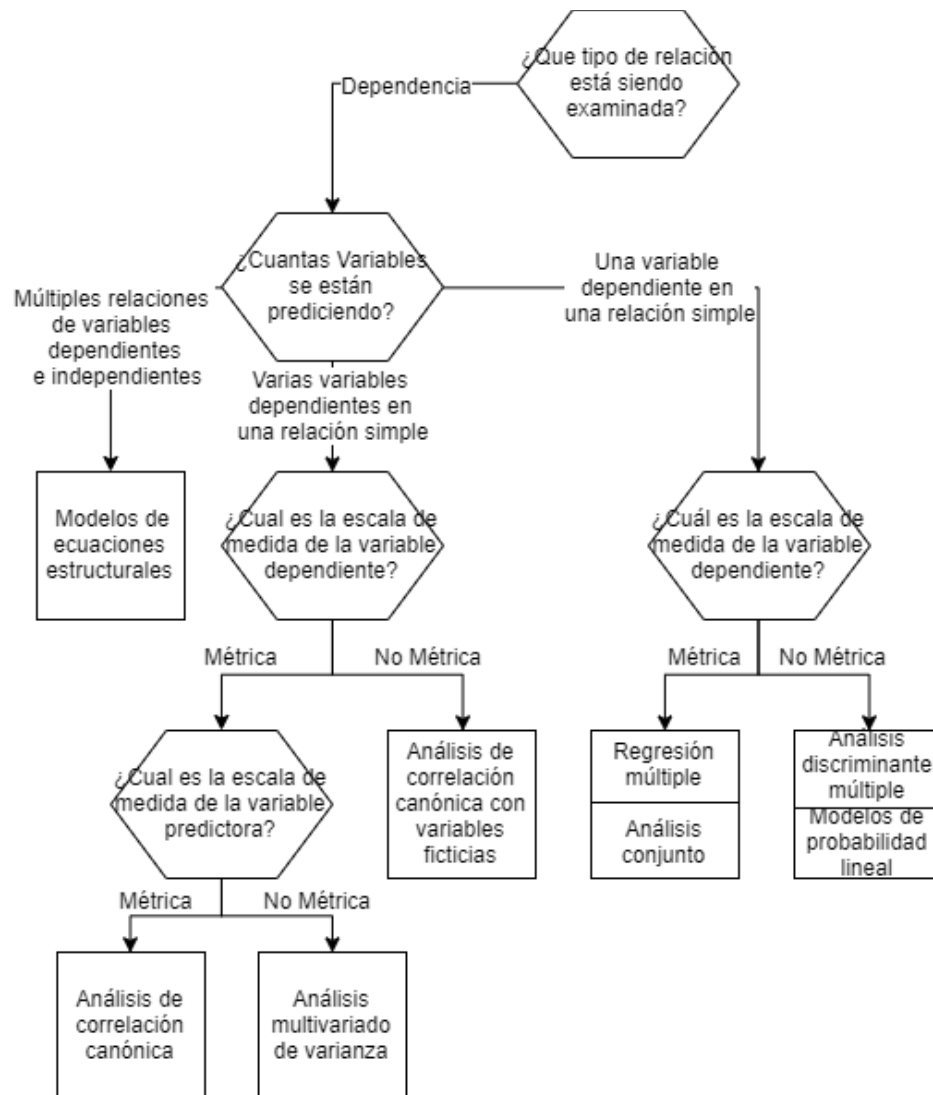 ¿Que tipo de relación
está siendo
examinada?
Dependencia
¿Cuantas Variables
se están
prediciendo?
Una variable
dependiente en
una relación simple
Múltiples relaciones
de variables
dependientes
e independientes
Varias variables
dependientes en
una relación simple
Modelos de
ecuaciones
estructurales
¿Cual es la escala de
medida de la variable
dependiente?
¿Cuál es la escala de
medida de la variable
dependiente?
Métrica
No Métrica
Métrica
No Métrica
¿Cual es la escala de
medida de la variable
predictora?
Análisis de
correlación
canónica con
variables
ficticias
Regresión
múltiple
Análisis
conjunto
Análisis
discriminante
múltiple
Modelos de
probabilidad
lineal
Métrica
No Métrica
Análisis de
correlación
canónica
Análisis
multivariado
de varianza